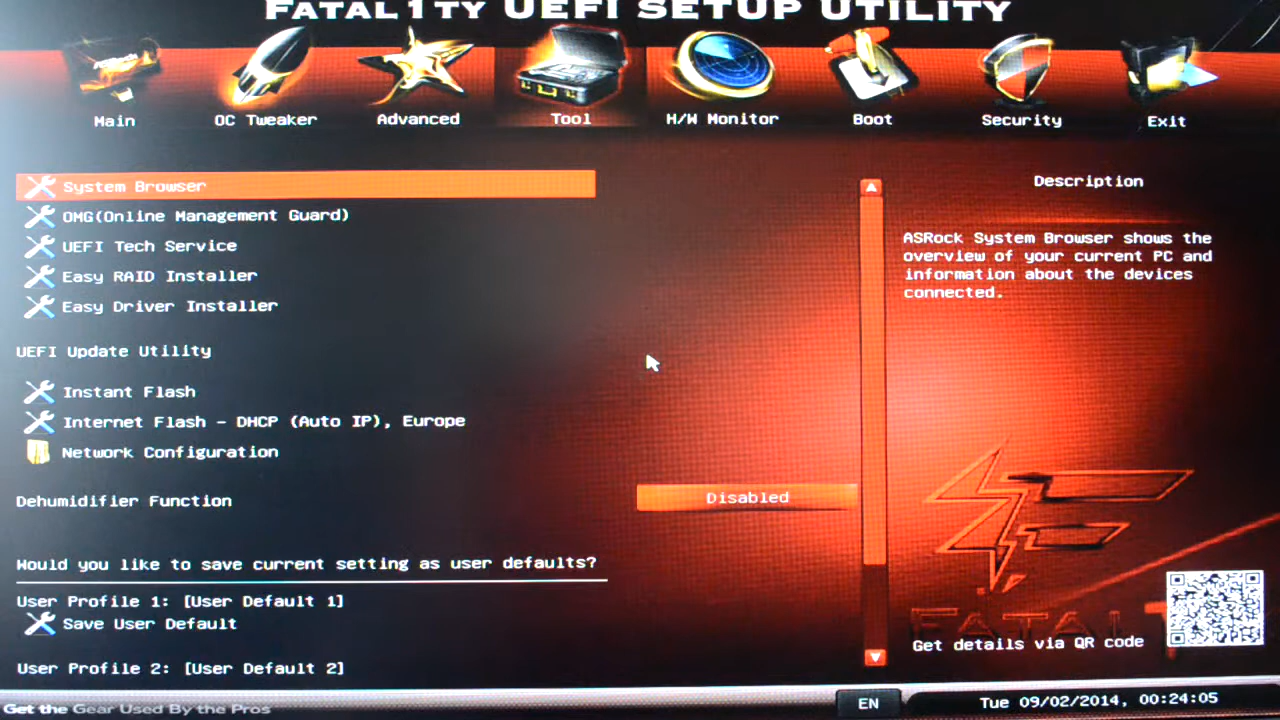 FATAL1TY UEFI SETUP UTILITY
Main
OC Tweaker
Advanced
Tool
H/W Monitor
Boot
Security
Exit
System Browser
OMG(Online Management Guard)
UEFI Tech Service
Easy RAID Installer
Easy Driver Installer
UEFI Update Utility
Instant Flash
Internet Flash - DHCP (Auto IP), Europe
Network Configuration
Dehumidifier Function
Disabled
Would you like to save current setting as user defaults?
User Profile 1: [User Default 1]
Save User Default
User Profile 2: [User Default 2]
Description
ASRock System Browser shows the
overview of your current PC and
information about the devices
connected.
FATAL1T
Get details via QR code
Get the Gear Used By the Pros
EN
Tue 09/02/2014, 00:24:05